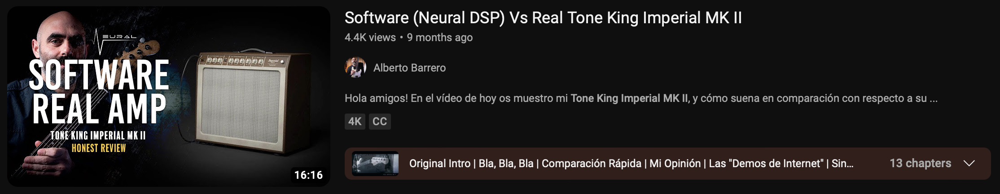 EURAL
SOFTWARE
REAL AMP
TONE KING IMPERIAL MK II
HONEST REVIEW
Imperial
16:16
Software (Neural DSP) Vs Real Tone King Imperial MK II
4.4K views • 9 months ago
Alberto Barrero
Hola amigos! En el vídeo de hoy os muestro mi Tone King Imperial MK II, y cómo suena en comparación con respecto a su ...
4K CC
Original Intro | Bla, Bla, Bla | Comparación Rápida | Mi Opinión | Las "Demos de Internet" | Sin...
13 chapters